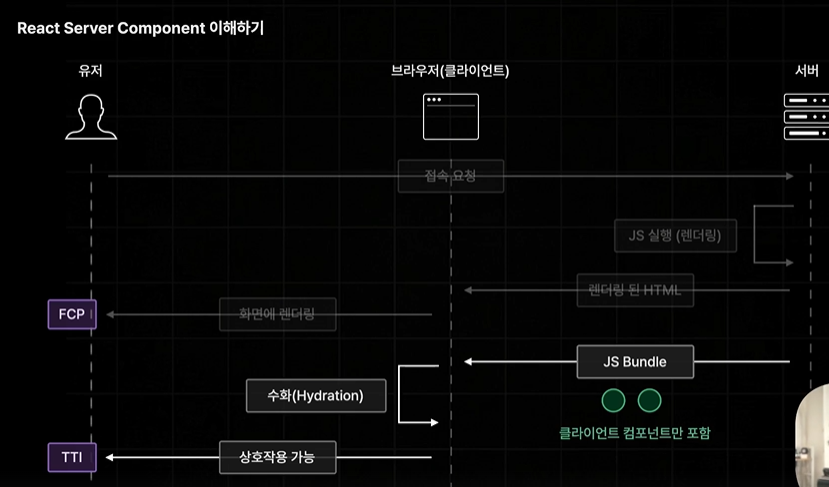 React Server Component 이해하기
유저
브라우저(클라이언트)
서버
접속 요청
JS 실행 (렌더링)
렌더링 된 HTML
FCP
화면에 렌더링
JS Bundle
수화(Hydration)
클라이언트 컴포넌트만 포함
TTI
상호작용 가능